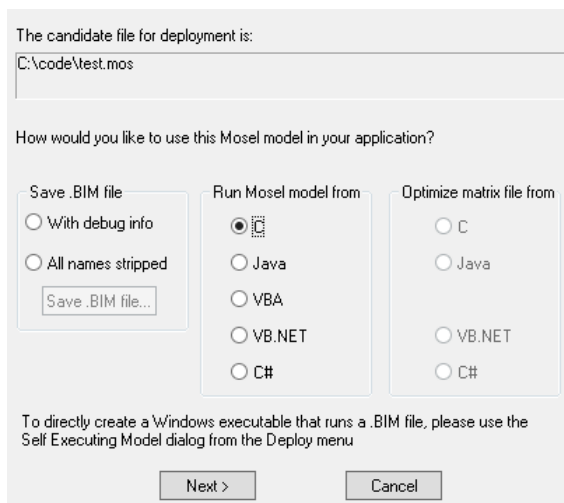 The candidate file for deployment is:
C:\code\test.mos
How would you like to use this Mosel model in your application?
Save .BIM file
With debug info
All names stripped
Save .BIM file...
Run Mosel model from
C
Java
VBA
VB.NET
C#
Optimize matrix file from
C
Java
VB.NET
C#
To directly create a Windows executable that runs a .BIM file, please use the
Self Executing Model dialog from the Deploy menu
Next >
Cancel